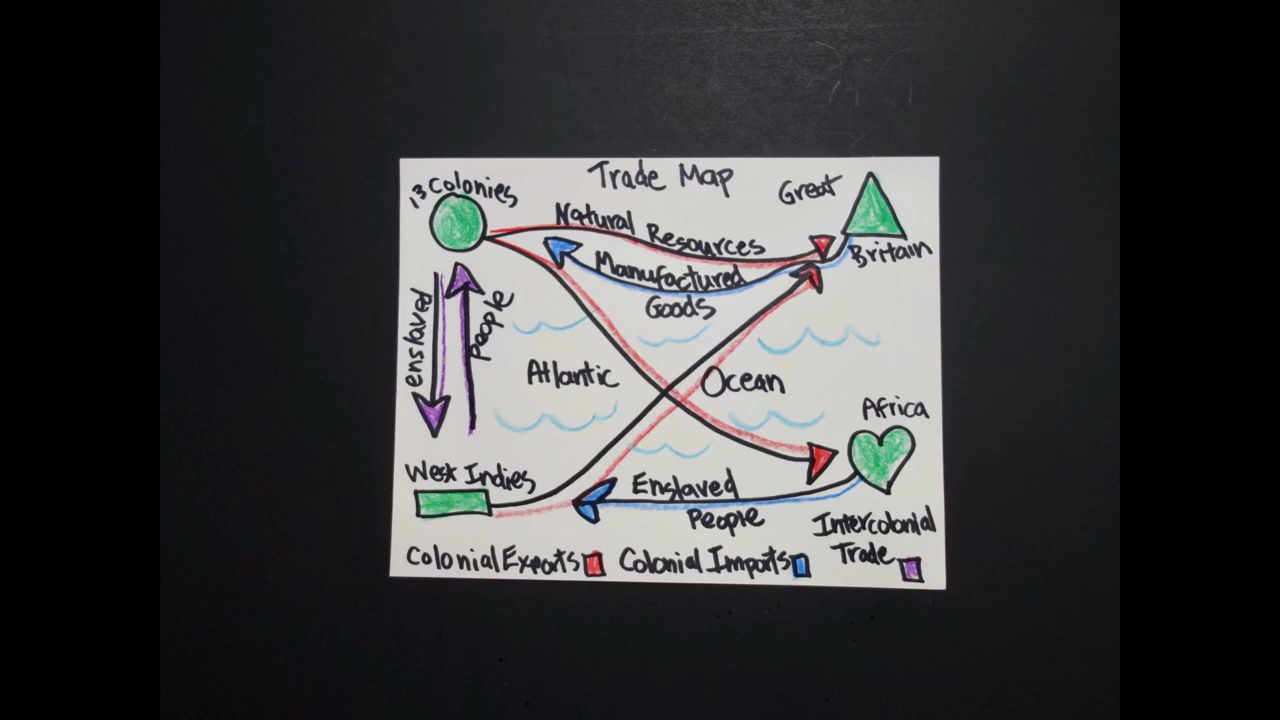 Trade Map
13 Colonies
Great
Britain
Natural Resources
Manufactured
Goods
enslaved
People
Atlantic Ocean
Africa
West Indies
Enslaved
People
Intercolonial
Trade
Colonial Exports
Colonial Imports